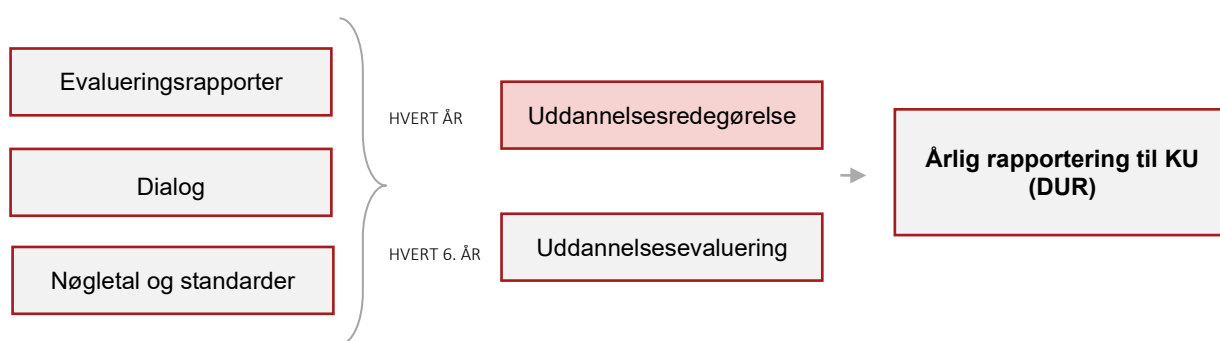 Evalueringsrapporter
Dialog
Nøgletal og standarder
HVERT ÅR
HVERT 6. ÅR
Uddannelsesredegørelse
Uddannelsesevaluering
Årlig rapportering til KU
(DUR)